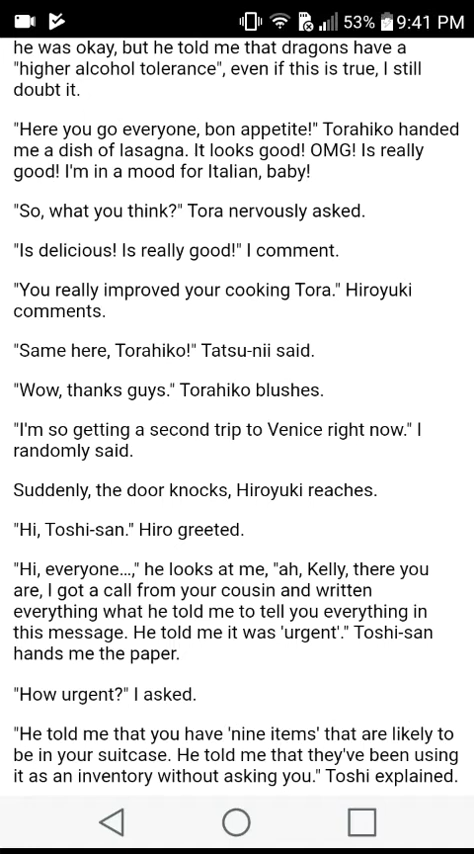 53% 9:41 PM
he was okay, but he told me that dragons have a
"higher alcohol tolerance", even if this is true, I still
doubt it.
"Here you go everyone, bon appetite!" Torahiko handed
me a dish of lasagna. It looks good! OMG! Is really
good! I'm in a mood for Italian, baby!
"So, what you think?" Tora nervously asked.
"Is delicious! Is really good!" I comment.
"You really improved your cooking Tora." Hiroyuki
comments.
"Same here, Torahiko!" Tatsu-nii said.
"Wow, thanks guys." Torahiko blushes.
"I'm so getting a second trip to Venice right now." I
randomly said.
Suddenly, the door knocks, Hiroyuki reaches.
"Hi, Toshi-san." Hiro greeted.
"Hi, everyone...," he looks at me, "ah, Kelly, there you
are, I got a call from your cousin and written
everything what he told me to tell you everything in
this message. He told me it was 'urgent'." Toshi-san
hands me the paper.
"How urgent?" I asked.
"He told me that you have 'nine items' that are likely to
be in your suitcase. He told me that they've been using
it as an inventory without asking you." Toshi explained.